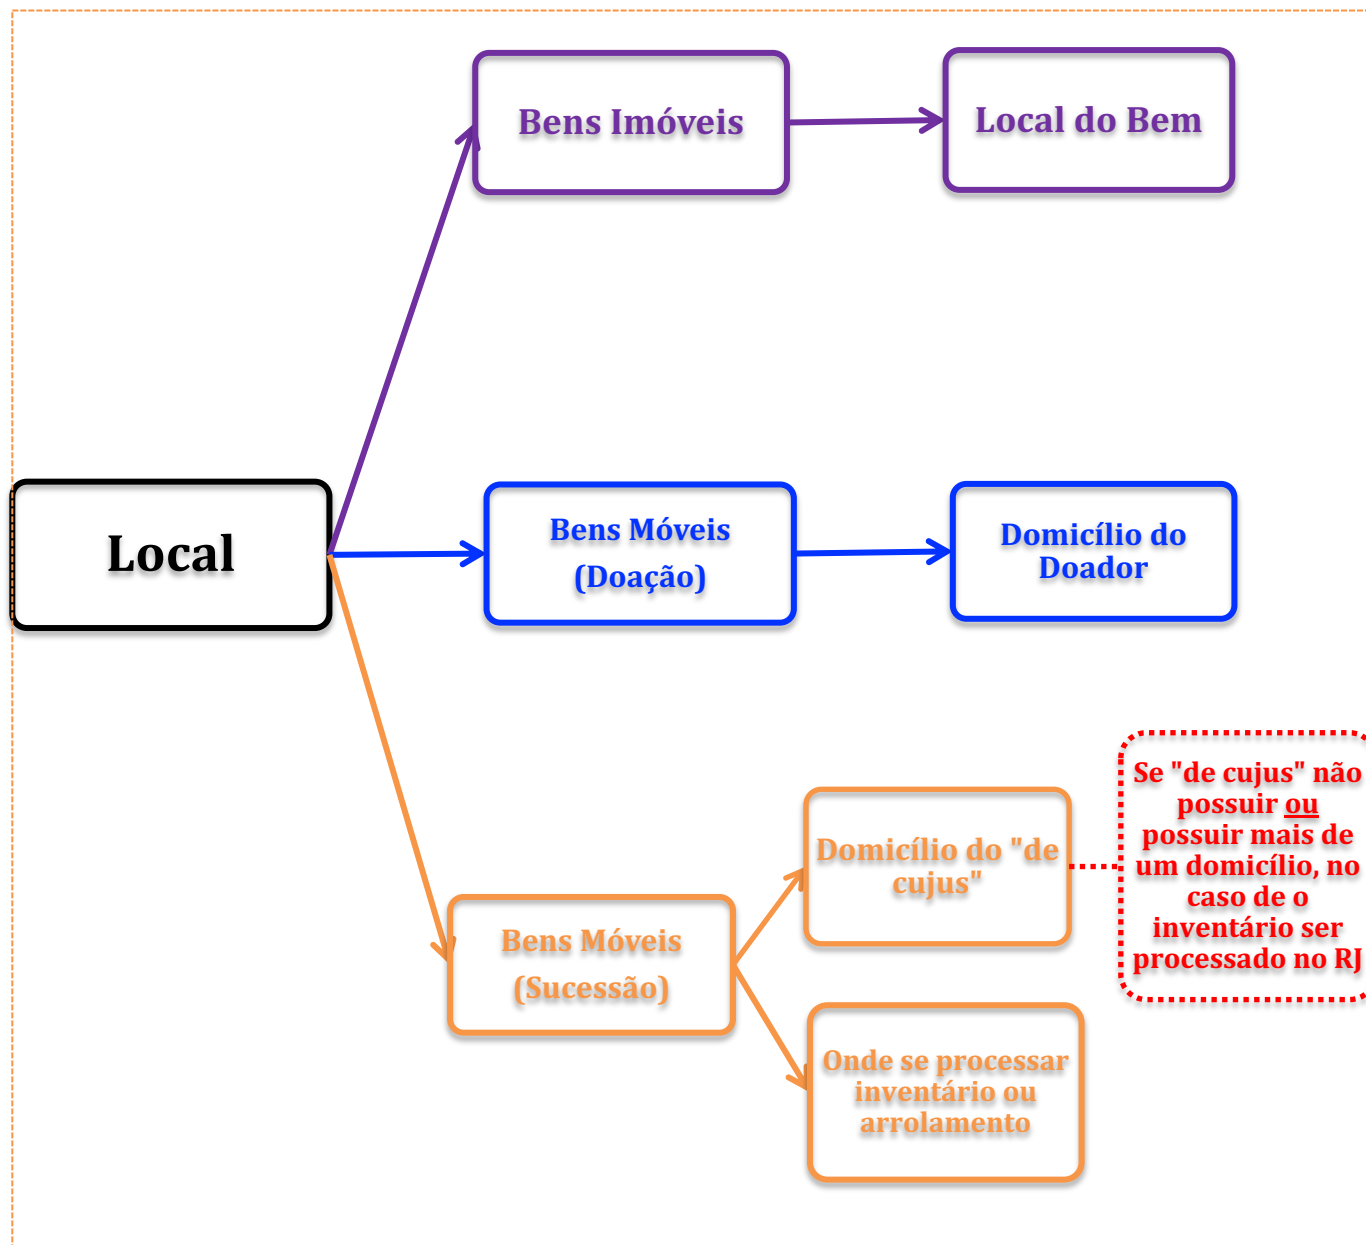 Bens Imóveis
Local do Bem
Local
Bens Móveis
(Doação)
Domicílio do
Doador
Bens Móveis
(Sucessão)
Domicílio do "de
cujus"
Se "de cujus" não
possuir ou
possuir mais de
um domicílio, no
caso de o
inventário ser
processado no RJ
Onde se processar
inventário ou
arrolamento